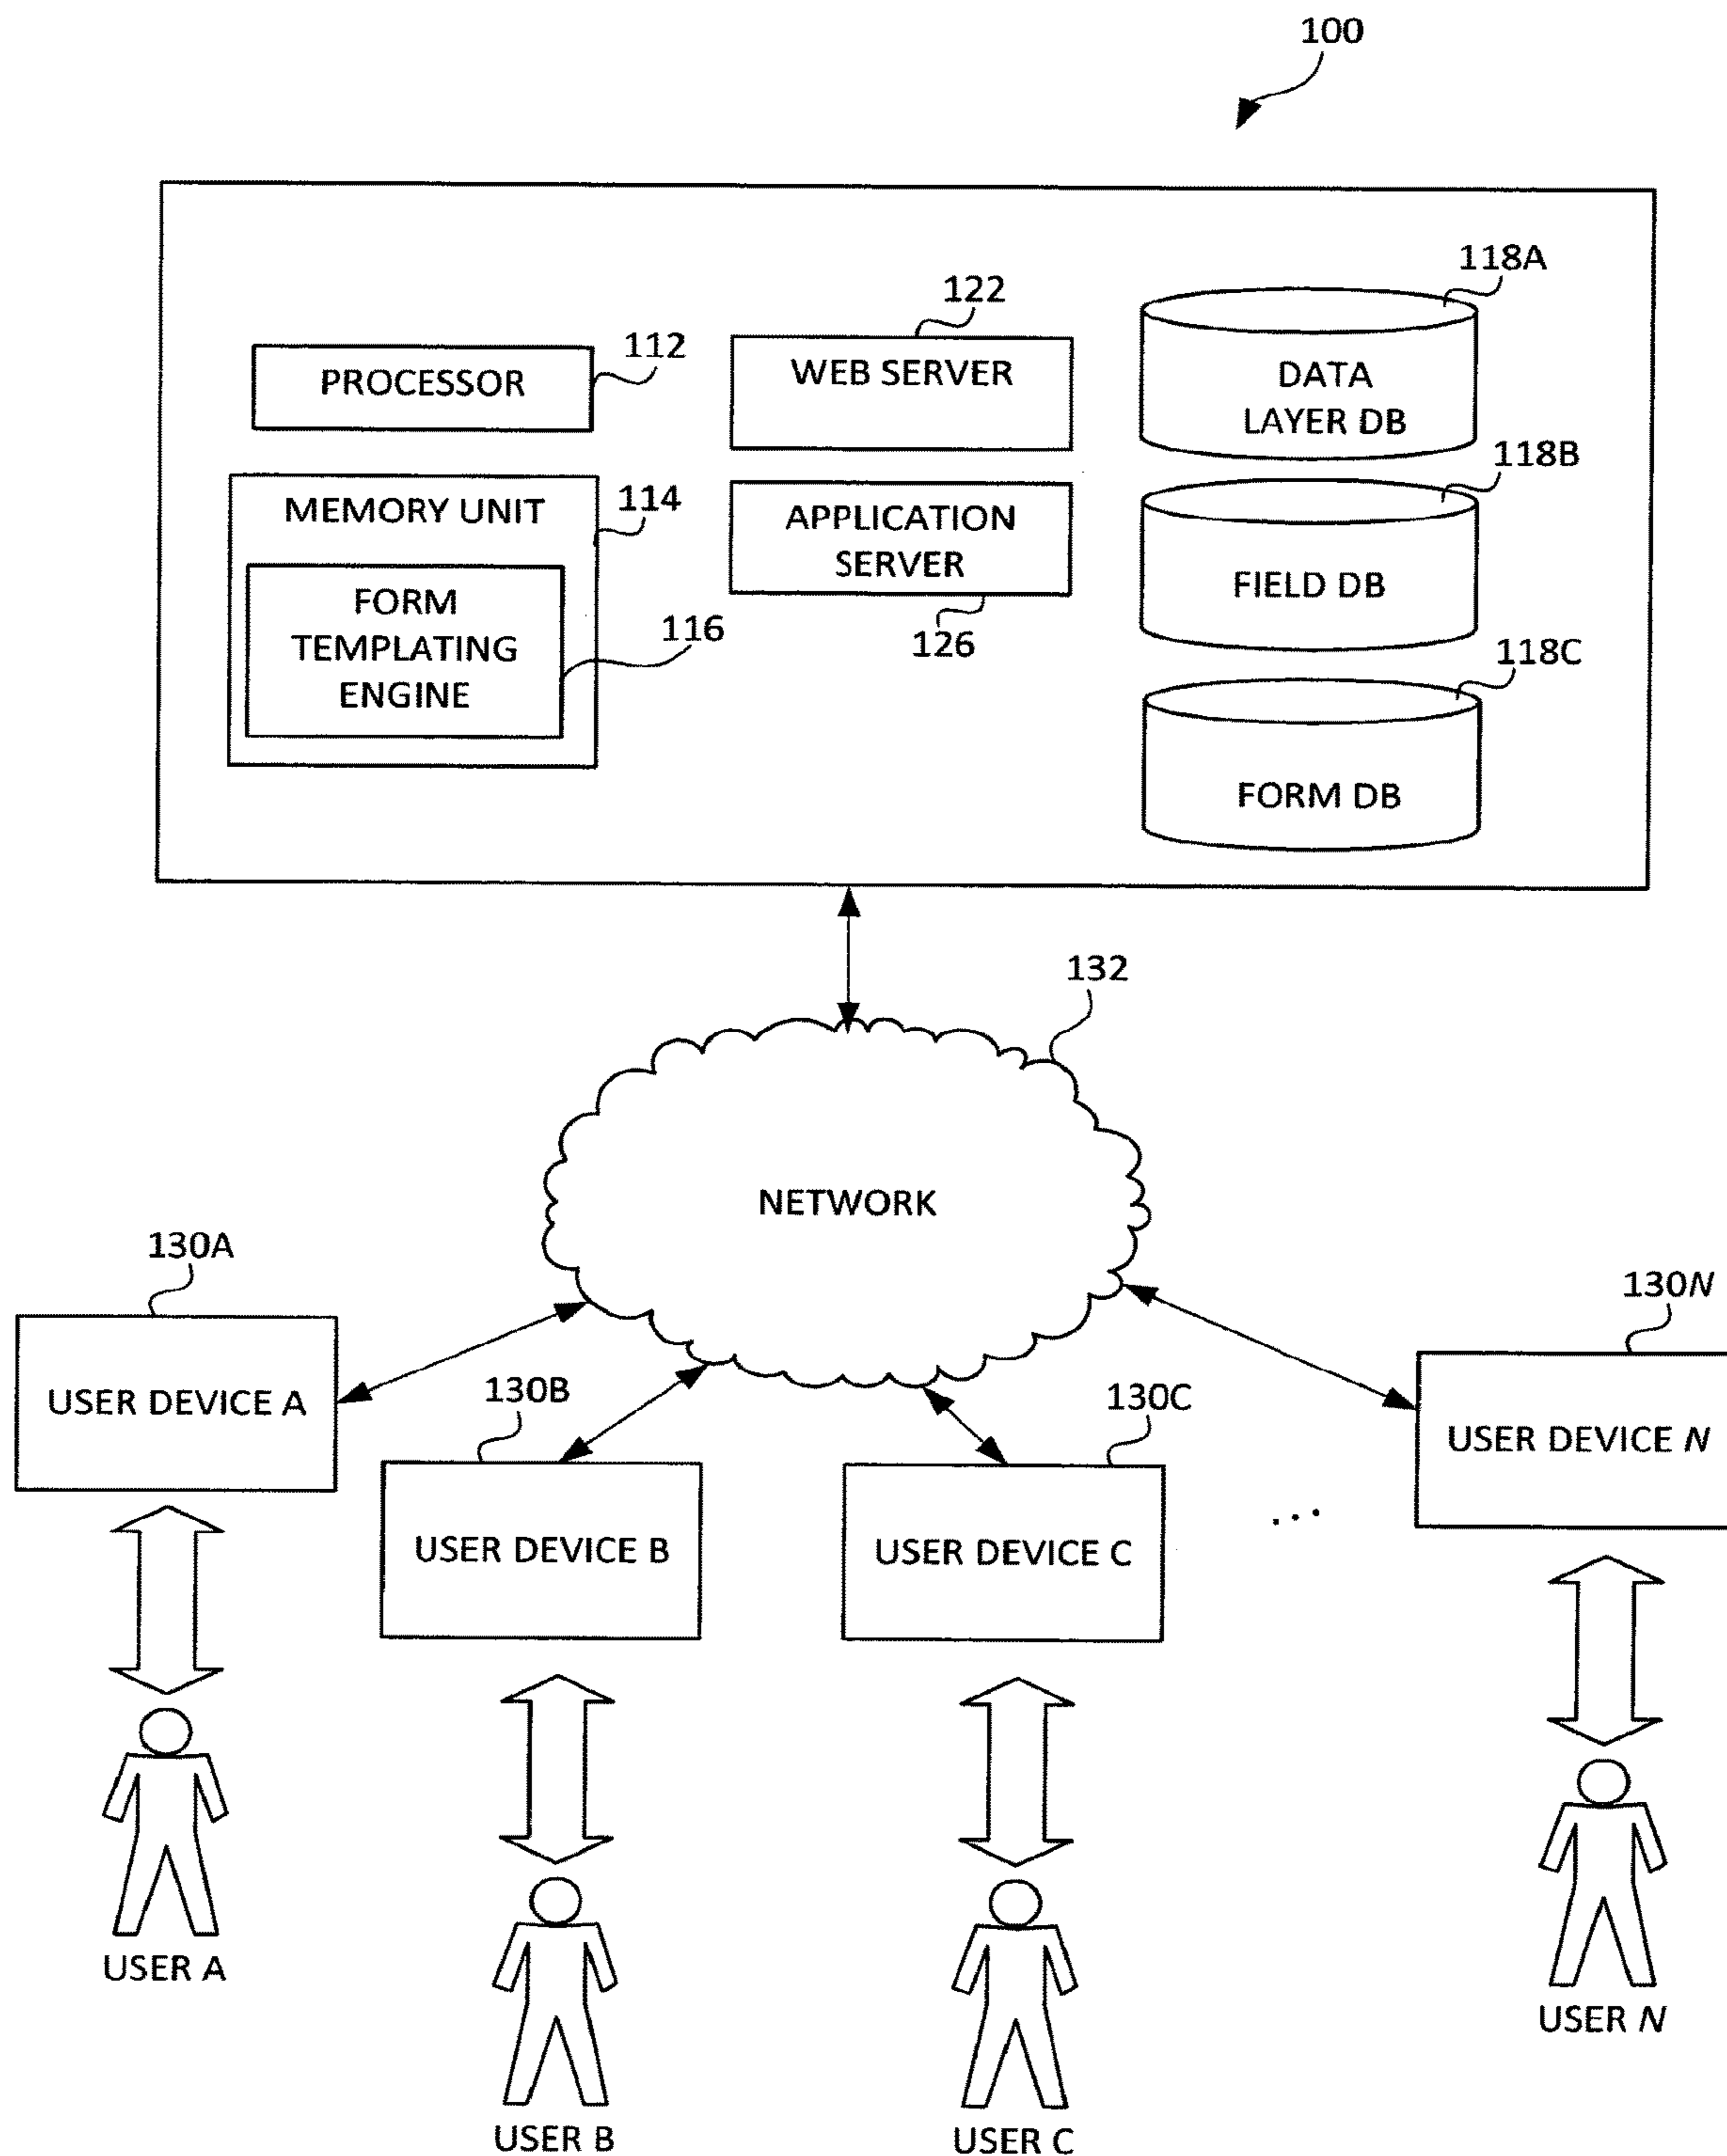 100
118A
122
112
PROCESSOR
WEB SERVER
DATA
LAYER DB
118B
114
MEMORY UNIT
APPLICATION
SERVER
FIELD DB
FORM
TEMPLATING
ENGINE
116
126
118C
FORM DB
132
NETWORK
130A
130N
USER DEVICE A
130B
130C
USER DEVICE N
USER DEVICE B
USER DEVICE C
...
USER A
USER N
USER B
USER C